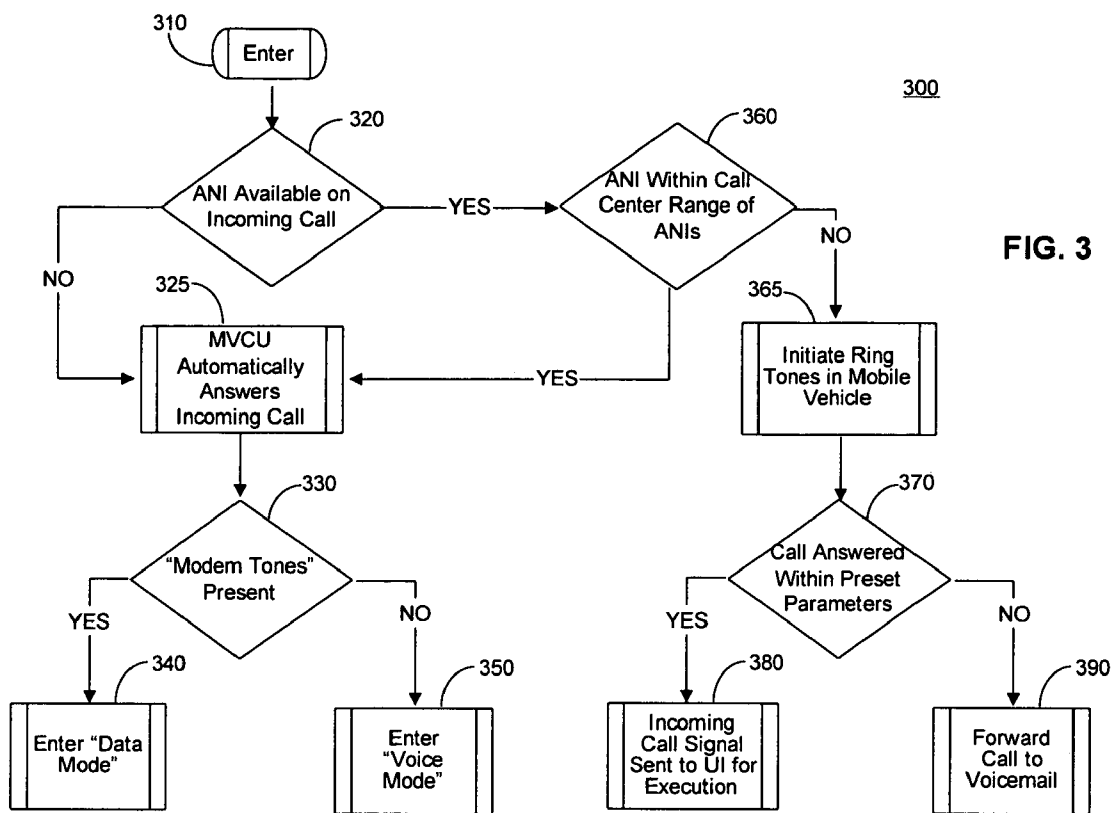 310
Enter
300
320
ANI Available on
Incoming Call
360
ANI Within Call
Center Range of
ANIs
YES
NO
NO
FIG. 3
325
MVCU
Automatically
Answers
Incoming Call
YES
365
Initiate Ring
Tones in Mobile
Vehicle
330
“Modem Tones”
Present
YES
NO
370
Call Answered
Within Preset
Parameters
YES
NO
340
Enter “Data
Mode”
350
Enter
“Voice
Mode”
380
Incoming
Call Signal
Sent to UI for
Execution
390
Forward
Call to
Voicemail